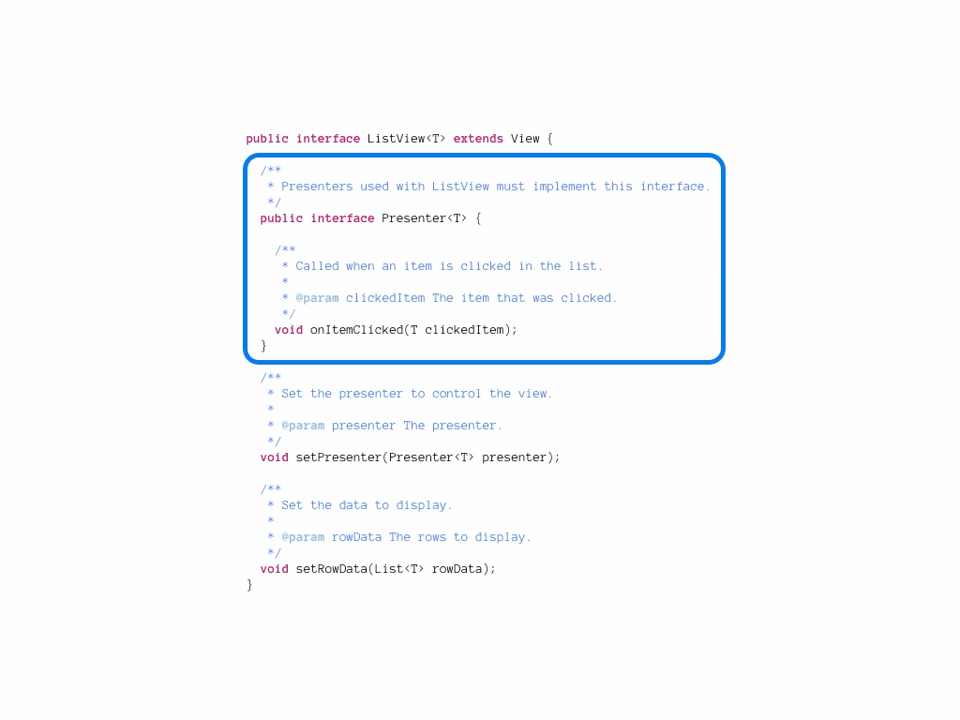 public interface ListView<T> extends View {
/**
* Presenters used with ListView must implement this interface.
*/
public interface Presenter<T> {
/**
* Called when an item is clicked in the list.
*
* @param clickedItem The item that was clicked.
*/
void onItemClicked(T clickedItem);
}
/**
* Set the presenter to control the view.
*
* @param presenter The presenter.
*/
void setPresenter(Presenter<T> presenter);
/**
* Set the data to display.
*
* @param rowData The rows to display.
*/
void setRowData(List<T> rowData);
}